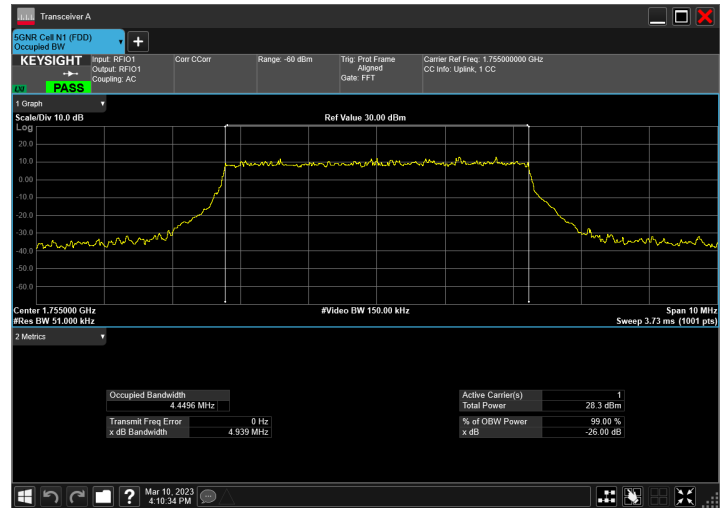 Transceiver A
5GNR Cell N1 (FDD)
Occupied BW
KEYSIGHT
LXI
PASS
Input: RFIO1
Output: RFIO1
Coupling: AC
Corr CCorr
Range: -60 dBm
Trig: Prot Frame
Aligned
Gate: FFT
Carrier Ref Freq: 1.755000000 GHz
CC Info: Uplink, 1 CC
1 Graph
Scale/Div 10.0 dB
Ref Value 30.00 dBm
Log
20.0
10.0
0.00
-10.0
-20.0
-30.0
-40.0
-50.0
-60.0
Center 1.755000 GHz
#Video BW 150.00 kHz
Span 10 MHz
#Res BW 51.000 kHz
Sweep 3.73 ms (1001 pts)
2 Metrics
Occupied Bandwidth
4.4496 MHz
Transmit Freq Error 0 Hz
x dB Bandwidth 4.939 MHz
Active Carrier(s) 1
Total Power 28.3 dBm
% of OBW Power 99.00 %
x dB -26.00 dB
?
Mar 10, 2023
4:10:34 PM